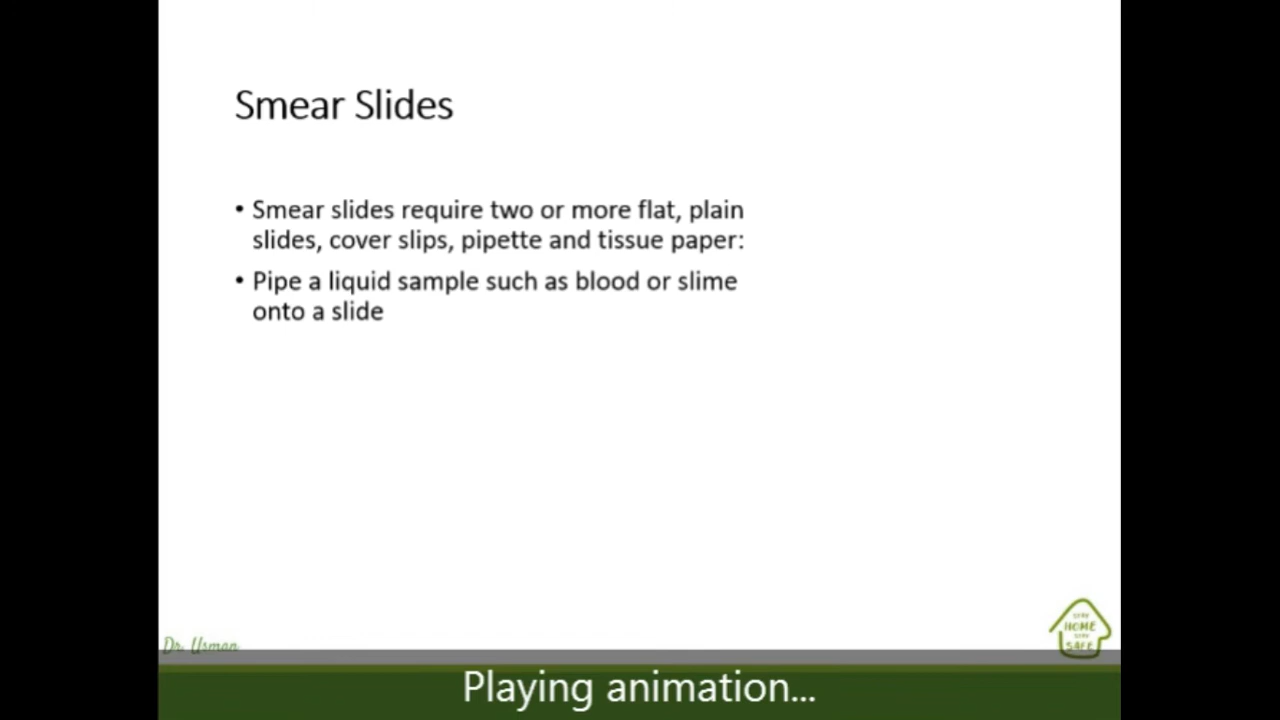 Smear Slides
• Smear slides require two or more flat, plain
slides, cover slips, pipette and tissue paper:
• Pipe a liquid sample such as blood or slime
onto a slide
STAY
HOME
STAY
SAFE
Dr. Usman
Playing animation...